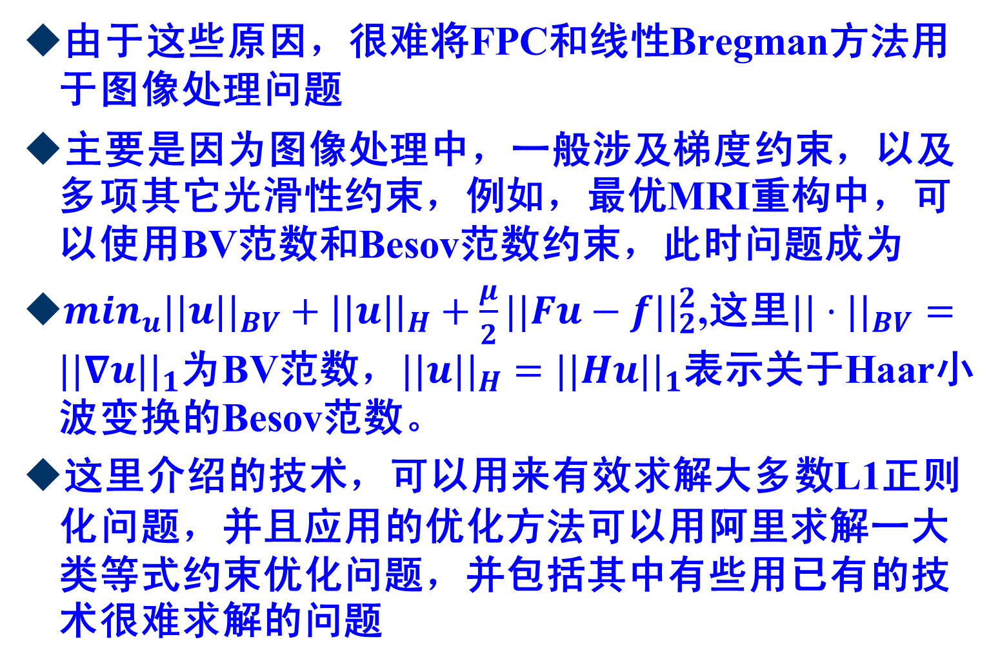 ◆由于这些原因，很难将FPC和线性Bregman方法用
于图像处理问题
◆主要是因为图像处理中，一般涉及梯度约束，以及
多项其它光滑性约束，例如，最优MRI重构中，可
以使用BV范数和Besov范数约束，此时问题成为
◆$min_u||u||_{BV} + ||u||_H + \frac{\mu}{2}||Fu - f||_2^2$,这里$||\cdot||_{BV} =$
$||\nabla u||_1$为BV范数，$||u||_H = ||Hu||_1$表示关于Haar小
波变换的Besov范数。
◆这里介绍的技术，可以用来有效求解大多数L1正则
化问题，并且应用的优化方法可以用阿里求解一大
类等式约束优化问题，并包括其中有些用已有的技
术很难求解的问题